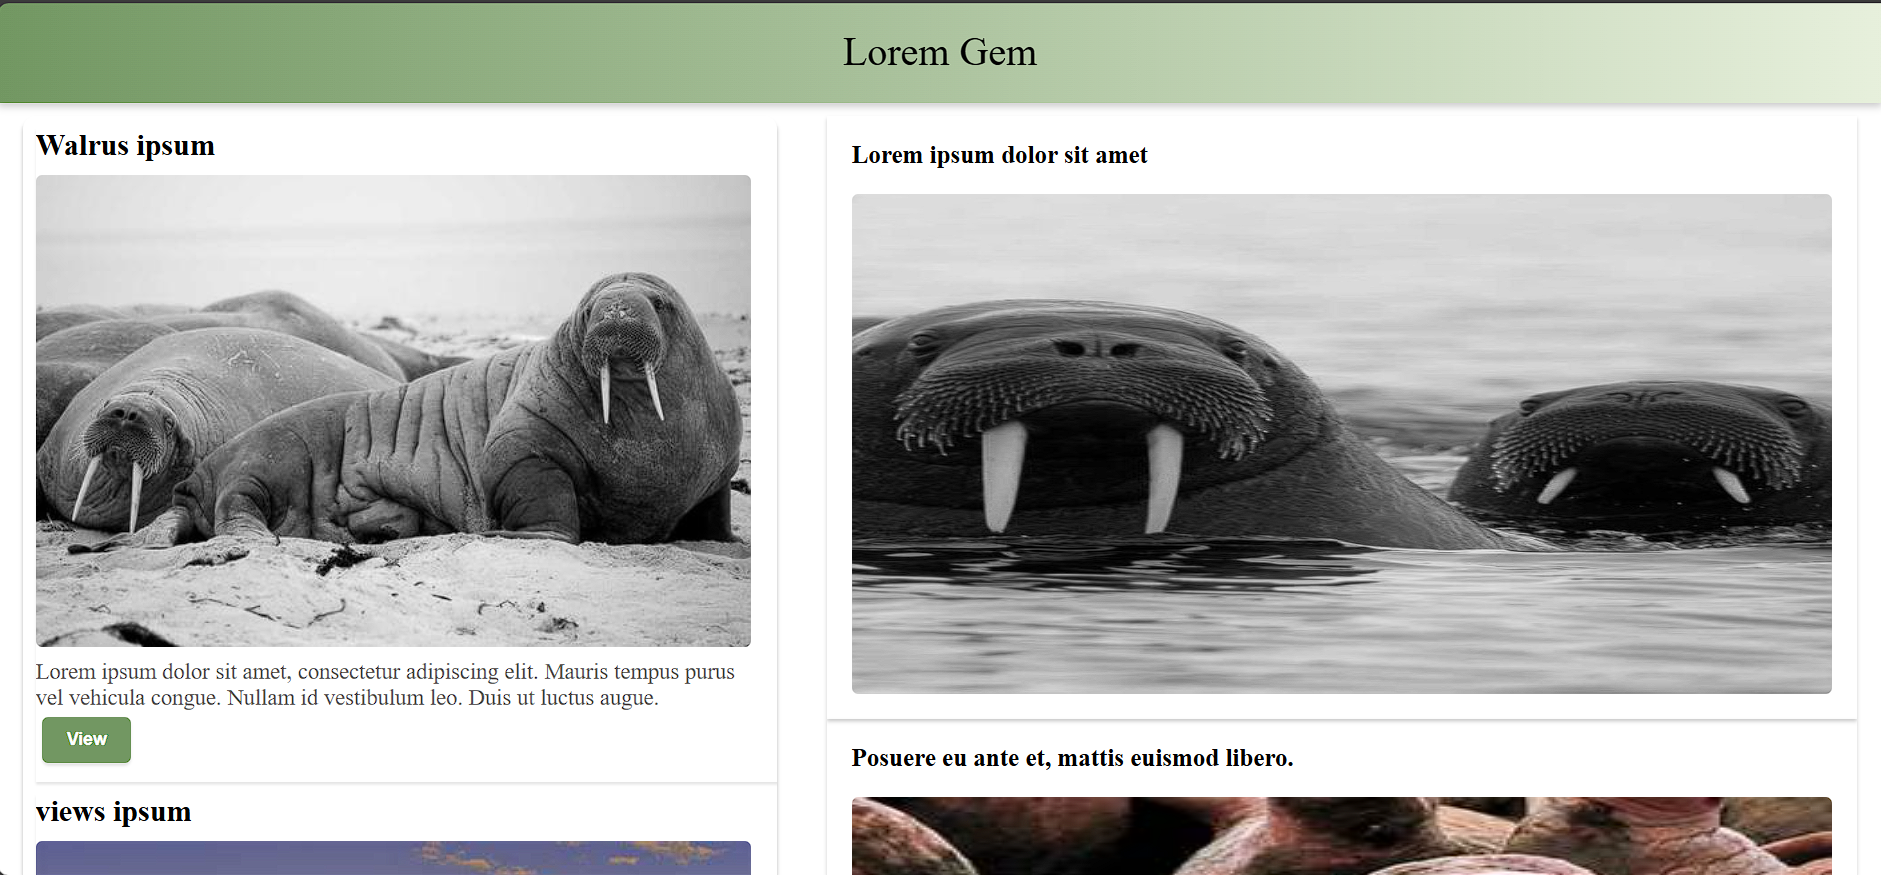 Lorem Gem
Walrus ipsum
Lorem ipsum dolor sit amet, consectetur adipiscing elit. Mauris tempus purus
vel vehicula congue. Nullam id vestibulum leo. Duis ut luctus augue.
View
views ipsum
Lorem ipsum dolor sit amet
Posuere eu ante et, mattis euismod libero.